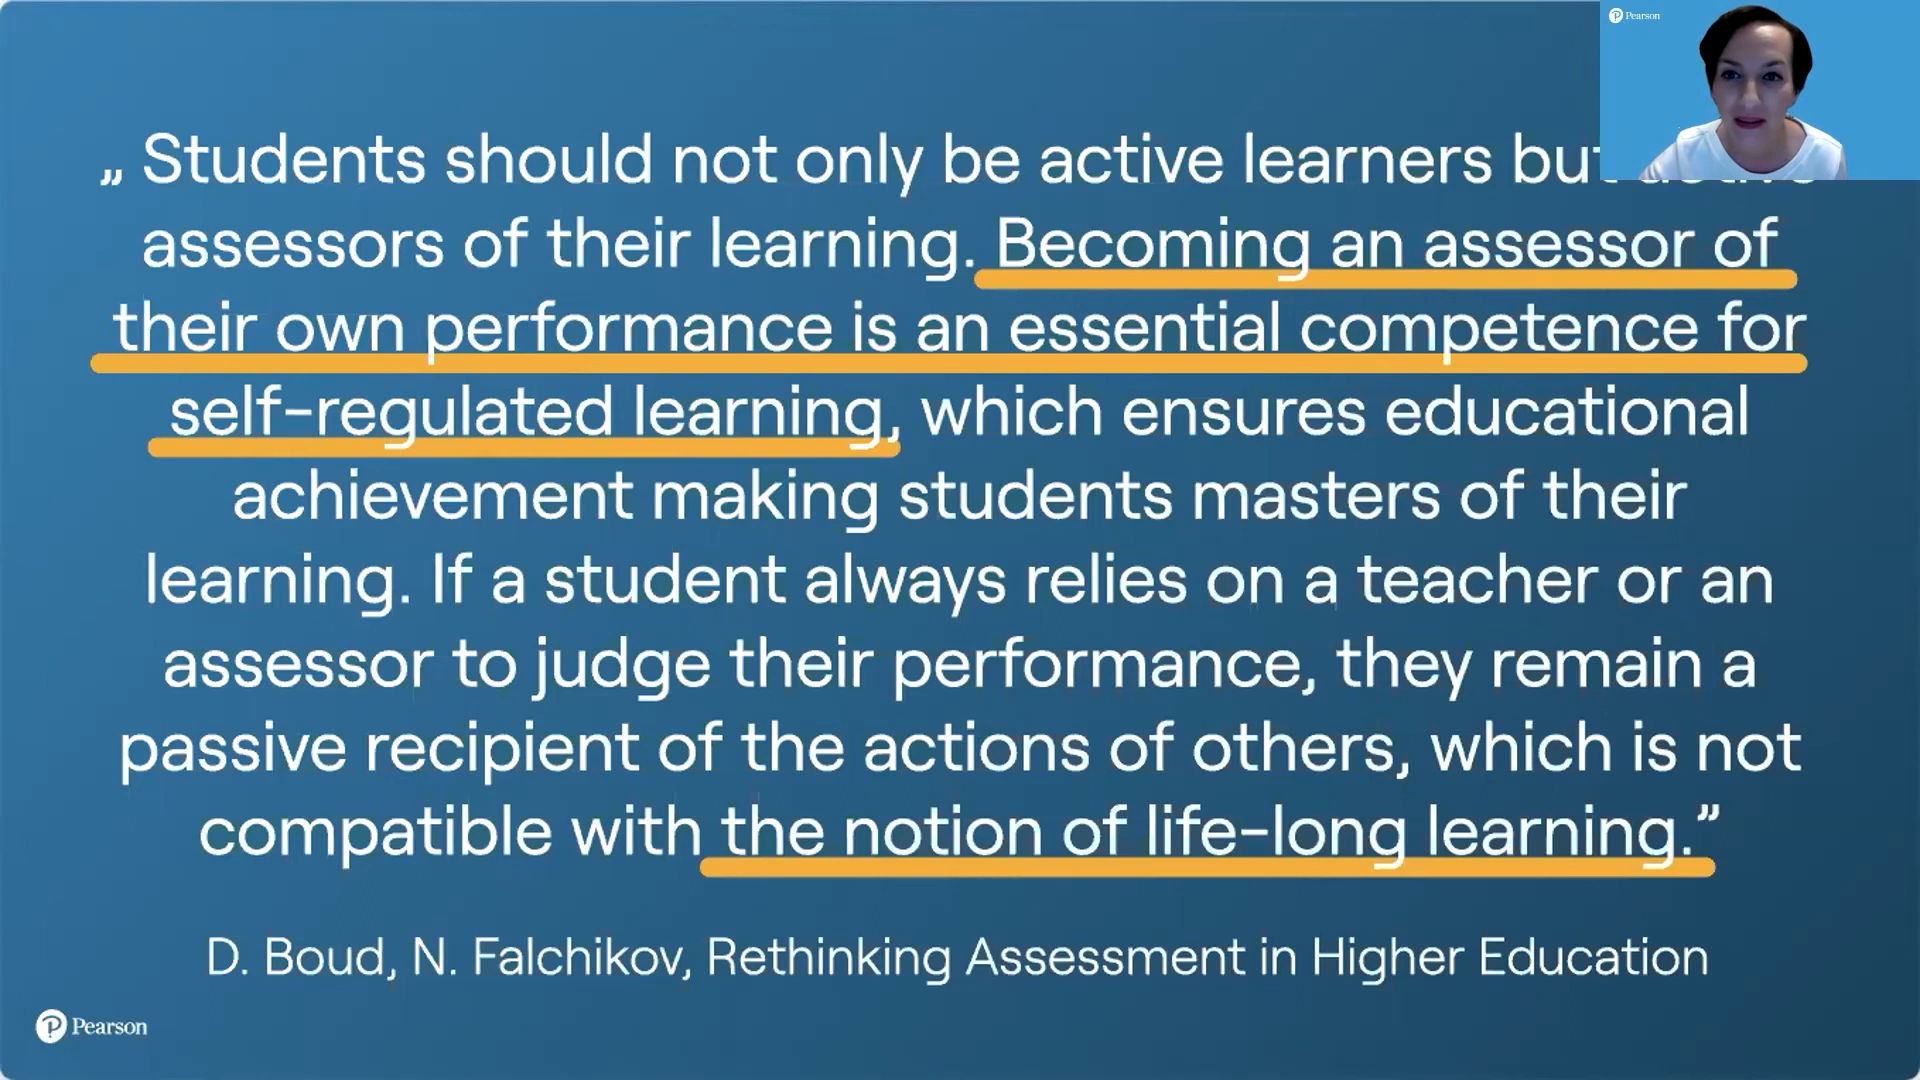 Pearson
„ Students should not only be active learners but
assessors of their learning. Becoming an assessor of
their own performance is an essential competence for
self-regulated learning, which ensures educational
achievement making students masters of their
learning. If a student always relies on a teacher or an
assessor to judge their performance, they remain a
passive recipient of the actions of others, which is not
compatible with the notion of life-long learning.”
D. Boud, N. Falchikov, Rethinking Assessment in Higher Education
Pearson